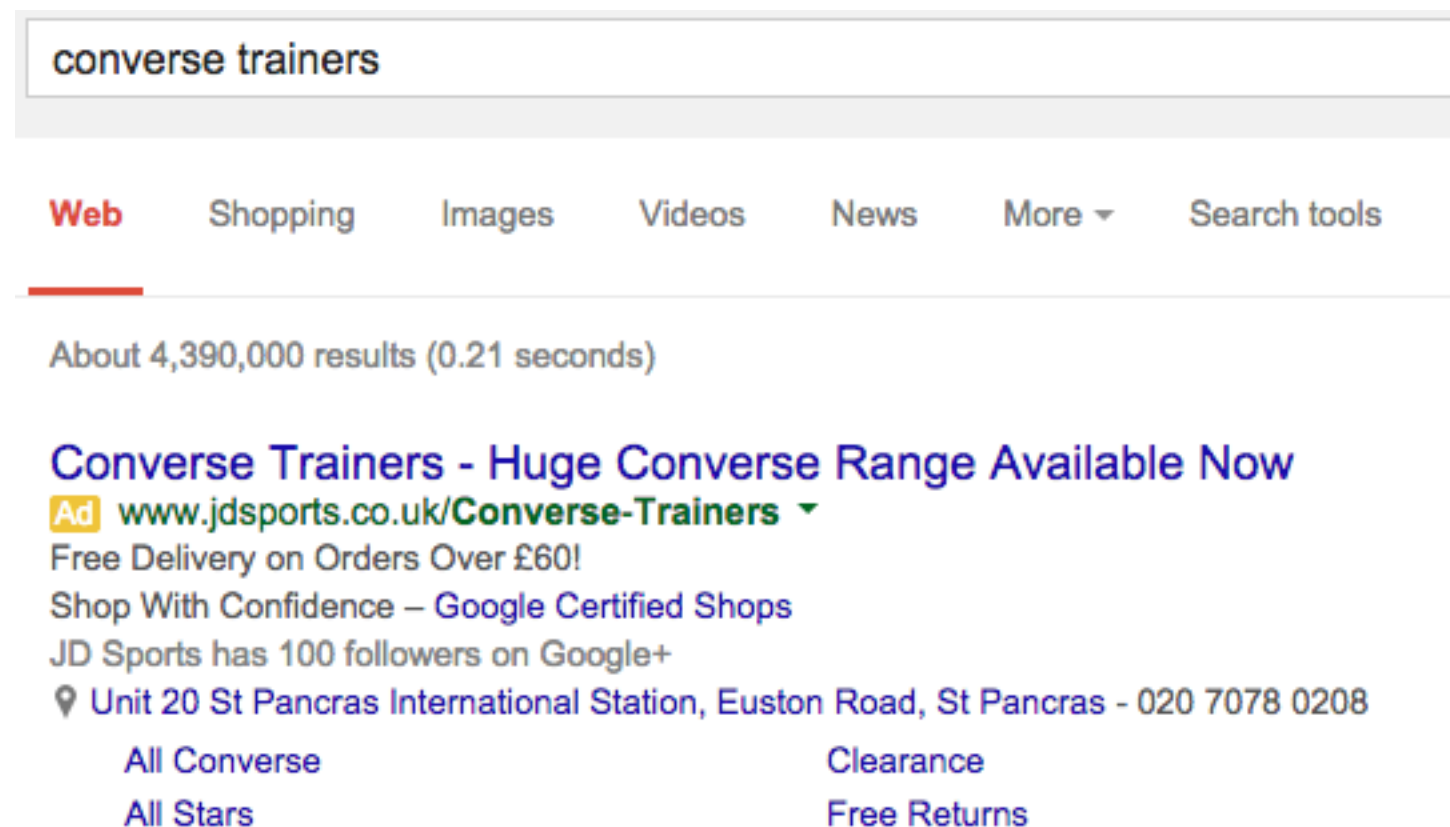 converse trainers
Web Shopping Images Videos News More Search tools
About 4,390,000 results (0.21 seconds)
Converse Trainers - Huge Converse Range Available Now
Ad www.jdsports.co.uk/Converse-Trainers
Free Delivery on Orders Over £60!
Shop With Confidence – Google Certified Shops
JD Sports has 100 followers on Google+
Unit 20 St Pancras International Station, Euston Road, St Pancras - 020 7078 0208
All Converse Clearance
All Stars Free Returns